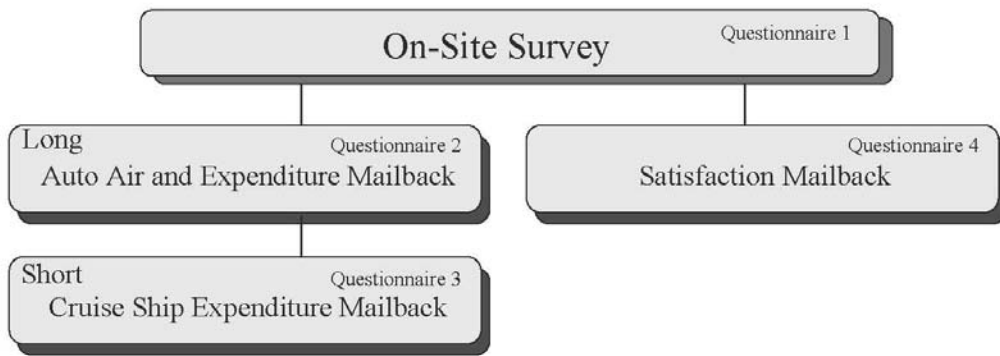 On-Site Survey
Questionnaire 1
Long
Questionnaire 2
Auto Air and Expenditure Mailback
Questionnaire 4
Satisfaction Mailback
Short
Questionnaire 3
Cruise Ship Expenditure Mailback